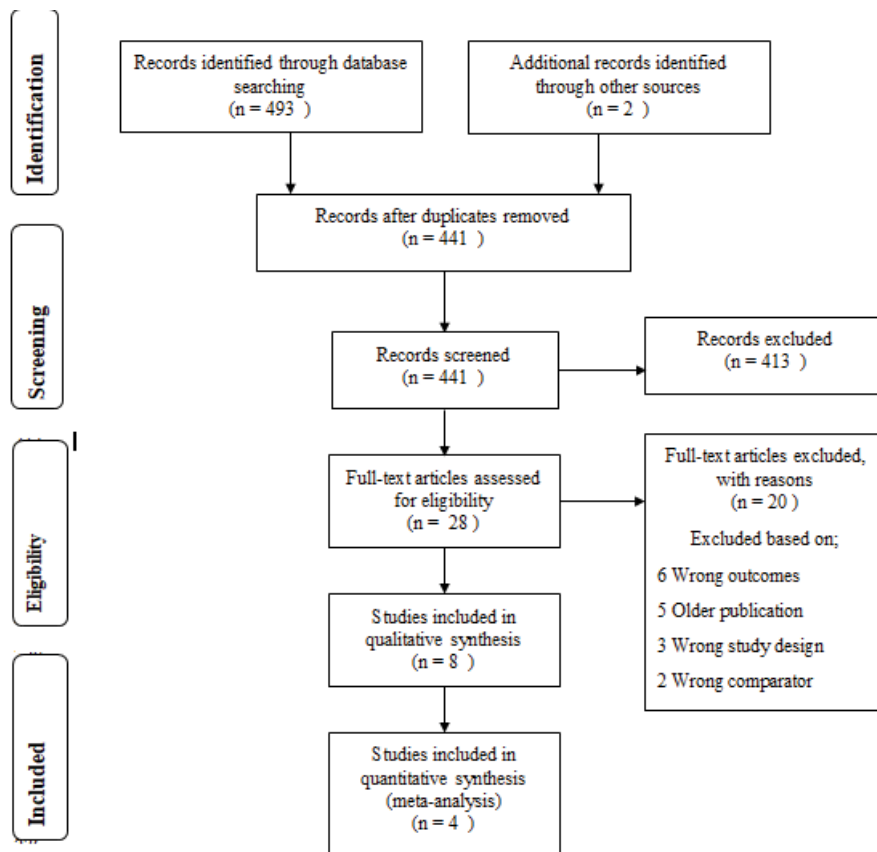 Identification
Records identified through database
searching
(n = 493 )
Additional records identified
through other sources
(n = 2 )
Records after duplicates removed
(n = 441 )
Screening
Records screened
(n = 441 )
Records excluded
(n = 413 )
Eligibility
Full-text articles assessed
for eligibility
(n = 28 )
Full-text articles excluded,
with reasons
(n = 20 )
Excluded based on;
6 Wrong outcomes
5 Older publication
3 Wrong study design
2 Wrong comparator
Studies included in
qualitative synthesis
(n = 8 )
Included
Studies included in
quantitative synthesis
(meta-analysis)
(n = 4 )